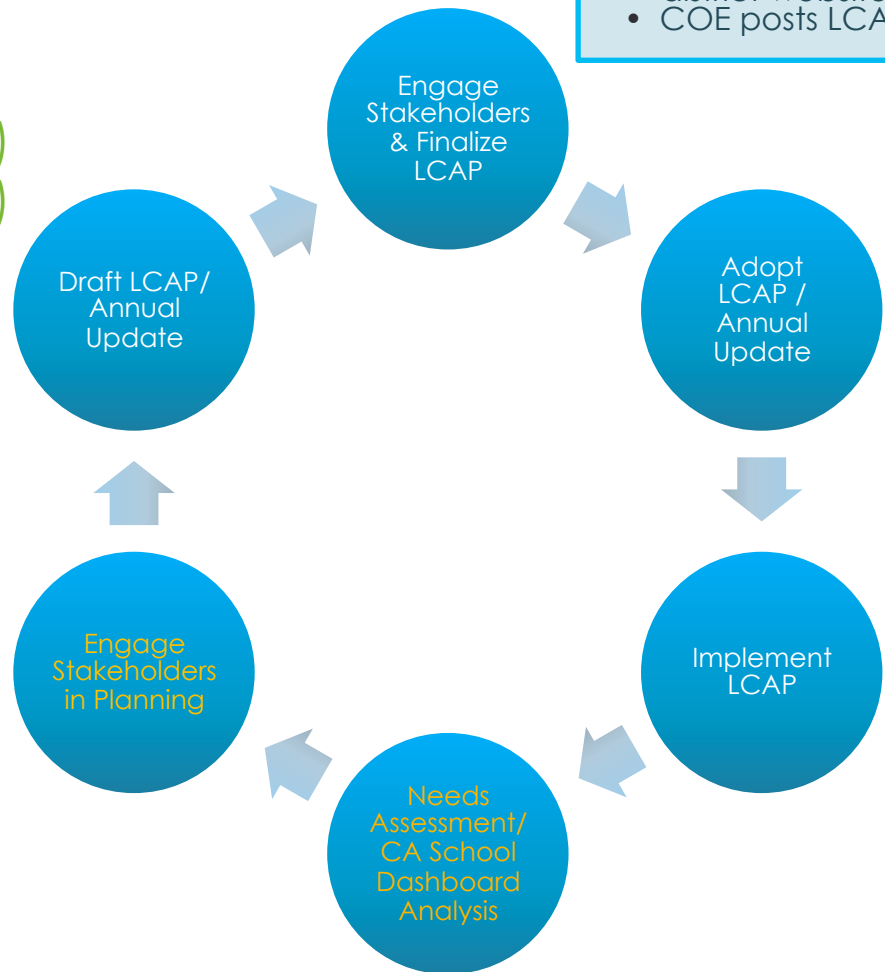 • COE posts LCA
Engage
Stakeholders
& Finalize
LCAP
Adopt
LCAP /
Annual
Update
Implement
LCAP
Needs
Assessment/
CA School
Dashboard
Analysis
Engage
Stakeholders
in Planning
Draft LCAP/
Annual
Update